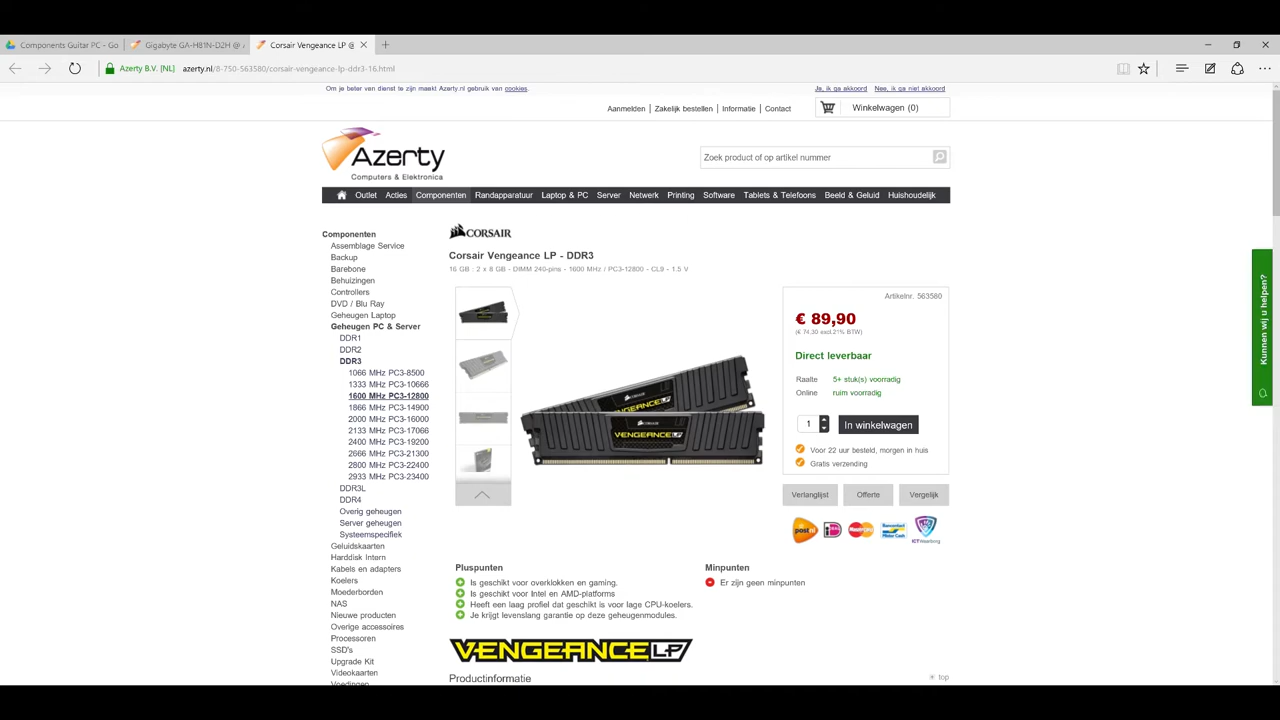 Components Guitar PC - Go
Gigabyte GA-H81N-D2H @ A
Corsair Vengeance LP @
Azerty B.V. [NL]
azerty.nl/8-750-563580/corsair-vengeance-lp-ddr3-16.html
Om je beter van dienst te zijn maakt Azerty.nl gebruik van cookies.
Ja, ik ga akkoord
Nee, ik ga niet akkoord
Aanmelden | Zakelijk bestellen | Informatie | Contact
Winkelwagen (0)
Azerty
Computers & Elektronica
Zoek product of op artikel nummer
Outlet Acties Componenten Randapparatuur Laptop & PC Server Netwerk Printing Software Tablets & Telefoons Beeld & Geluid Huishoudelijk
Componenten
Assemblage Service
Backup
Barebone
Behuizingen
Controllers
DVD / Blu Ray
Geheugen Laptop
Geheugen PC & Server
DDR1
DDR2
DDR3
1066 MHz PC3-8500
1333 MHz PC3-10666
1600 MHz PC3-12800
1866 MHz PC3-14900
2000 MHz PC3-16000
2133 MHz PC3-17066
2400 MHz PC3-19200
2666 MHz PC3-21300
2800 MHz PC3-22400
2933 MHz PC3-23400
DDR3L
DDR4
Overig geheugen
Server geheugen
Systeemspecifiek
Geluidskaarten
Harddisk Intern
Kabels en adapters
Koelers
Moederborden
NAS
Nieuwe producten
Overige accessoires
Processoren
SSD's
Upgrade Kit
Videokaarten
Voedingen
CORSAIR
Corsair Vengeance LP - DDR3
16 GB : 2 x 8 GB - DIMM 240-pins - 1600 MHz / PC3-12800 - CL9 - 1.5 V
CORSAIR
VENGEANCE LP
CORSAIR
VENGEANCE LP
Artikelnr. 563580
€ 89,90
(€ 74,30 excl.21% BTW)
Direct leverbaar
Raalte 5+ stuk(s) voorradig
Online ruim voorradig
1
In winkelwagen
Voor 22 uur besteld, morgen in huis
Gratis verzending
Verlanglijst
Offerte
Vergelijk
Kunnen wij u helpen?
Pluspunten
Is geschikt voor overklokken en gaming.
Is geschikt voor Intel en AMD-platforms
Heeft een laag profiel dat geschikt is voor lage CPU-koelers.
Je krijgt levenslang garantie op deze geheugenmodules.
Minpunten
Er zijn geen minpunten
VENGEANCE LP
Productinformatie
top